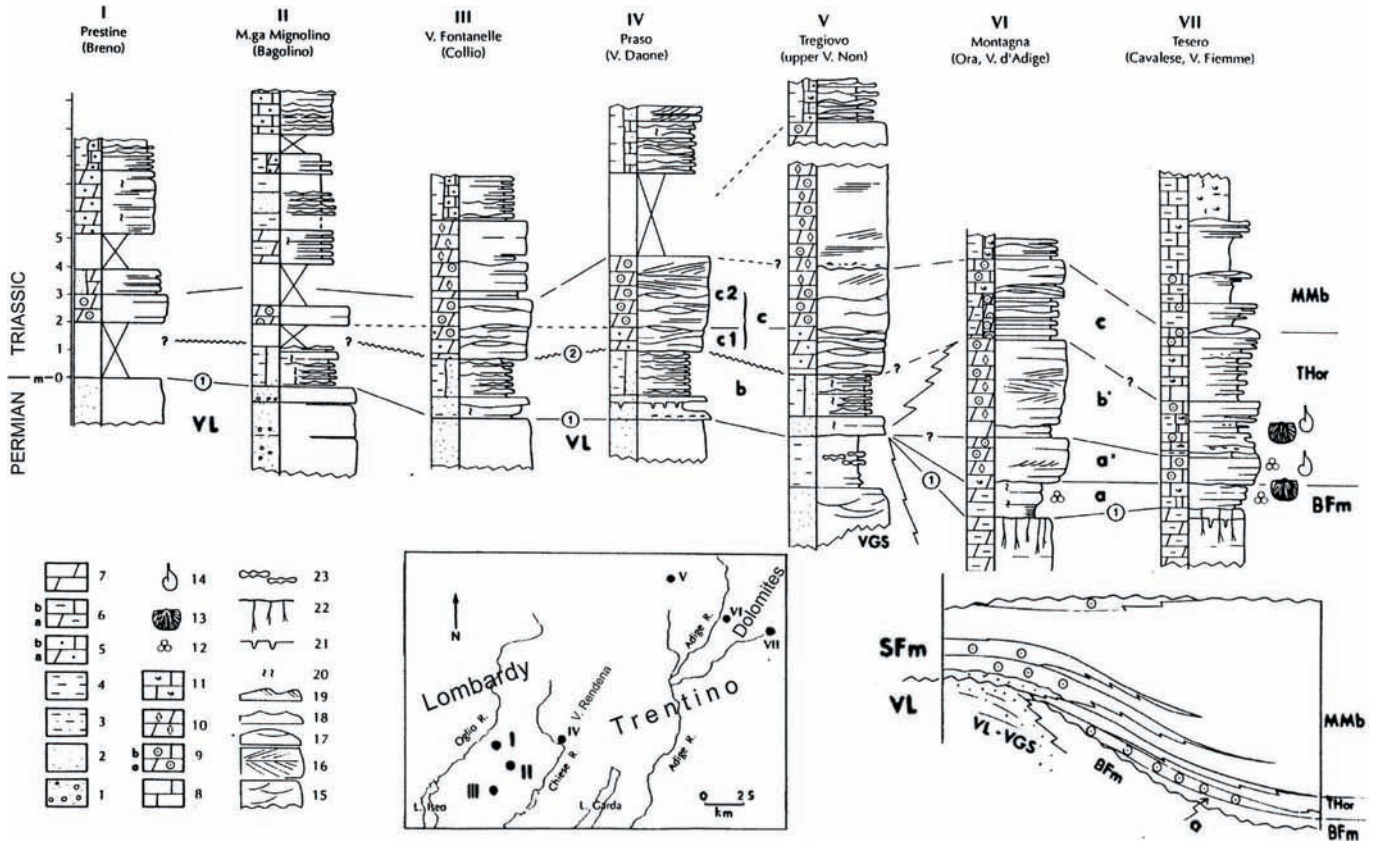 I
Prestine
(Breno)
II
M.ga Mignolino
(Bagolino)
III
V. Fontanelle
(Collio)
IV
Praso
(V. Daone)
V
Tregiovo
(upper V. Non)
VI
Montagna
(Ora, V. d'Adige)
VII
Tesero
(Cavalese, V. Fiemme)
TRIASSIC
PERMIAN
5
4
3
2
1
m-0
?
?
1
VL
2
1
VL
c2
c
c1
b
?
?
?
1
VGS
c
b'
a'
a
?
1
MMb
THor
BFm
7
b
a
6
b
a
5
4
3
2
1
14
13
12
11
10
b
a
9
8
23
22
21
20
19
18
17
16
15
N
Lombardy
Trentino
Dolomites
Oglio R.
V. Rendena
Chiese R.
Adige R.
Adige R.
L. Iseo
L. Garda
I
II
III
IV
V
VI
VII
0 2 5
km
SFm
VL
VL-VGS
BFm
MMb
THor
BFm